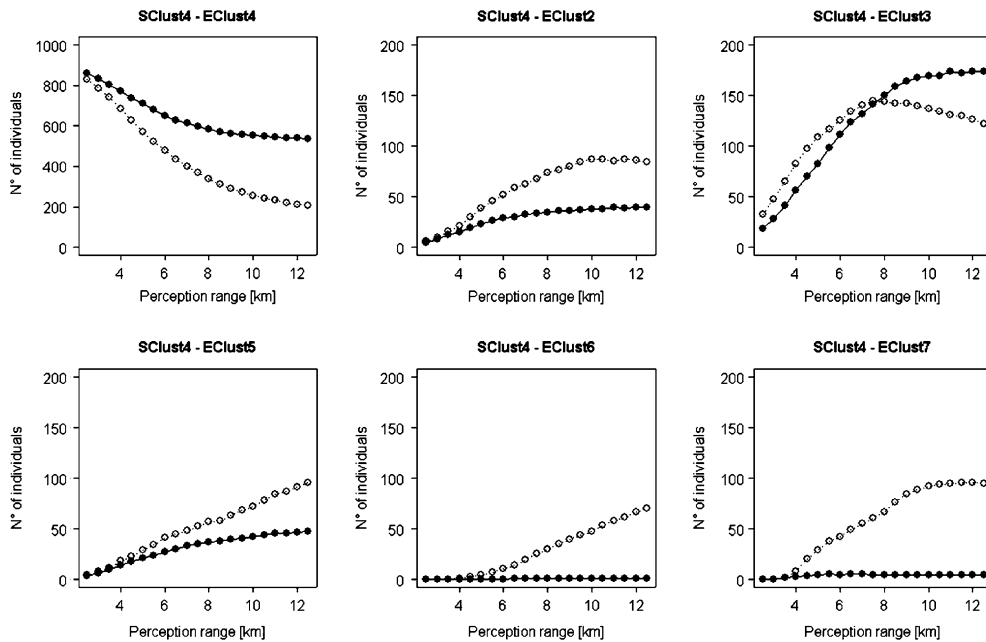 SClust4 - EClust4
SClust4 - EClust2
SClust4 - EClust3
N° of individuals
1000
800
600
400
200
0
4 6 8 10 12
Perception range [km]
N° of individuals
200
150
100
50
0
4 6 8 10 12
Perception range [km]
N° of individuals
200
150
100
50
0
4 6 8 10 12
Perception range [km]
SClust4 - EClust5
SClust4 - EClust6
SClust4 - EClust7
N° of individuals
200
150
100
50
0
4 6 8 10 12
Perception range [km]
N° of individuals
200
150
100
50
0
4 6 8 10 12
Perception range [km]
N° of individuals
200
150
100
50
0
4 6 8 10 12
Perception range [km]